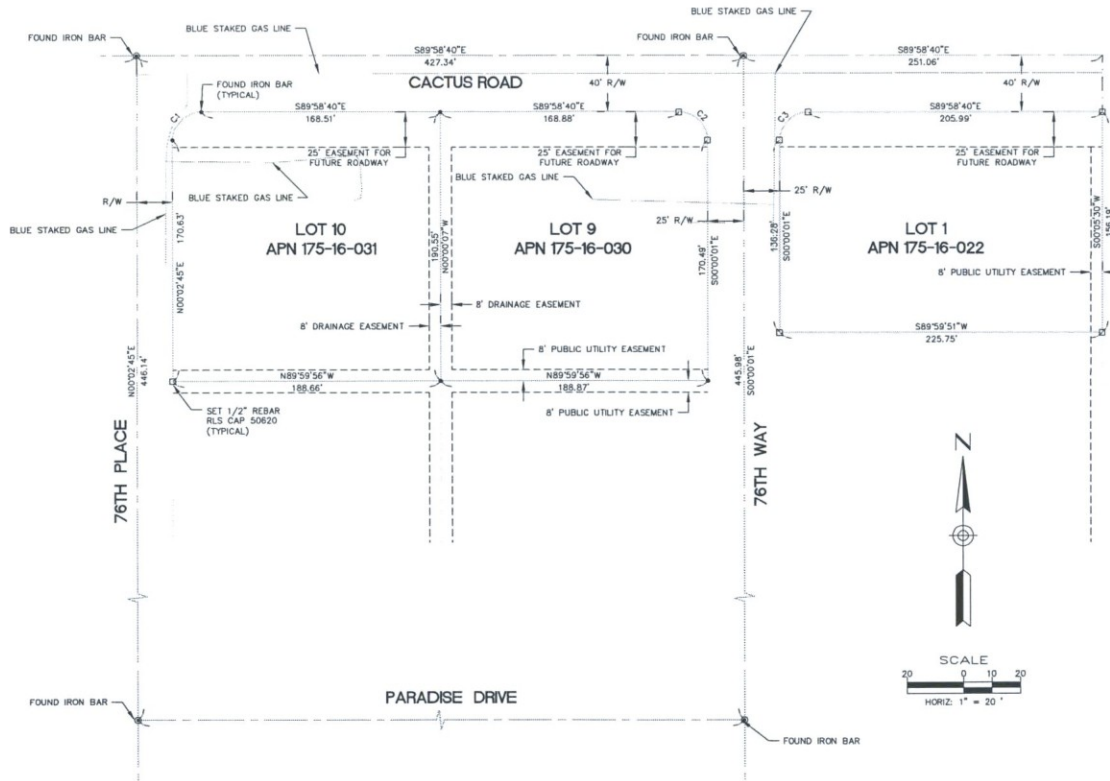 BLUE STAKED GAS LINE
BLUE STAKED GAS LINE
FOUND IRON BAR
FOUND IRON BAR
S89°58'40"E
427.34'
S89°58'40"E
251.06'
CACTUS ROAD
40' R/W
40' R/W
FOUND IRON BAR
(TYPICAL)
C1
S89°58'40"E
168.51'
S89°58'40"E
168.88'
C2
C3
S89°58'40"E
205.99'
25' EASEMENT FOR
FUTURE ROADWAY
25' EASEMENT FOR
FUTURE ROADWAY
25' EASEMENT FOR
FUTURE ROADWAY
BLUE STAKED GAS LINE
BLUE STAKED GAS LINE
R/W
25' R/W
25' R/W
BLUE STAKED GAS LINE
LOT 10
APN 175-16-031
LOT 9
APN 175-16-030
LOT 1
APN 175-16-022
170.63'
N00°02'45"E
190.55'
N00°00'07"W
170.49'
S00°00'01"E
136.28'
S00°00'01"E
S00°05'30"W
156.19'
8' PUBLIC UTILITY EASEMENT
8' DRAINAGE EASEMENT
8' DRAINAGE EASEMENT
S89°59'51"W
225.75'
8' PUBLIC UTILITY EASEMENT
N89°59'56"W
188.66'
N89°59'56"W
188.87'
8' PUBLIC UTILITY EASEMENT
N00°02'45"E
446.14'
445.98'
S00°00'01"E
SET 1/2" REBAR
RLS CAP 50620
(TYPICAL)
76TH PLACE
76TH WAY
N
SCALE
20 0 10 20
HORIZ: 1" = 20 '
PARADISE DRIVE
FOUND IRON BAR
FOUND IRON BAR